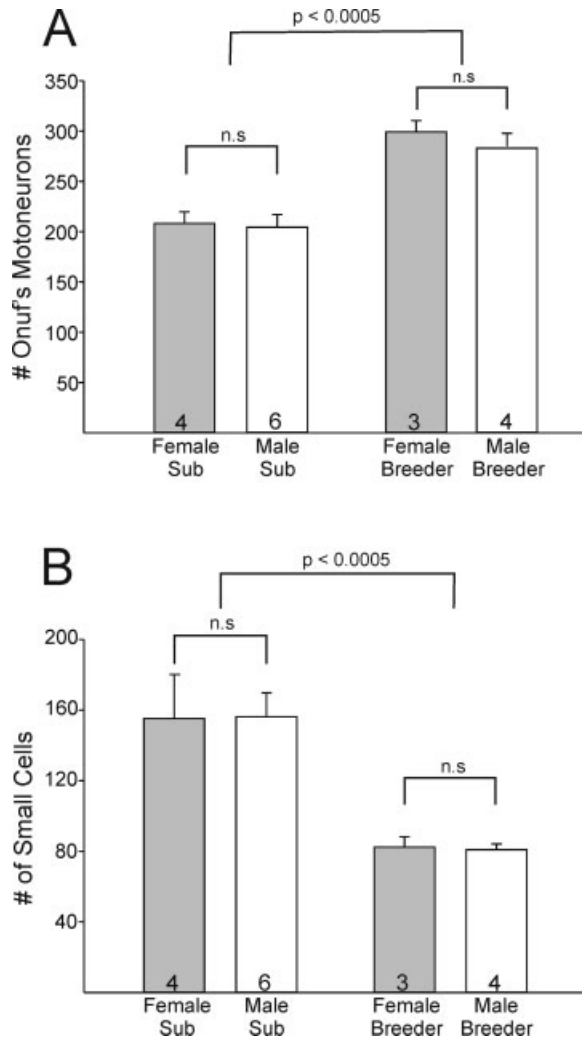 A
p < 0.0005
n.s
n.s
# Onuf's Motoneurons
350
300
250
200
150
100
50
4
6
3
4
Female
Sub
Male
Sub
Female
Breeder
Male
Breeder
B
p < 0.0005
n.s
n.s
# of Small Cells
200
160
120
80
40
4
6
3
4
Female
Sub
Male
Sub
Female
Breeder
Male
Breeder